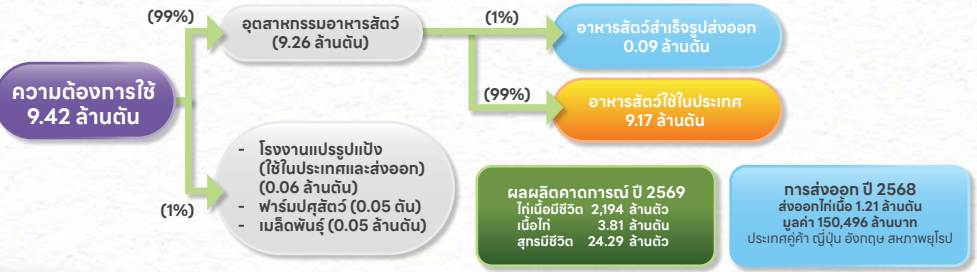 ความต้องการใช้
9.42 ล้านตัน
(99%)
อุตสาหกรรมอาหารสัตว์
(9.26 ล้านตัน)
(1%)
อาหารสัตว์สำเร็จรูปส่งออก
0.09 ล้านตัน
(99%)
อาหารสัตว์ใช้ในประเทศ
9.17 ล้านตัน
(1%)
- โรงงานแปรรูปแป้ง
(ใช้ในประเทศและส่งออก)
(0.06 ล้านตัน)
- ฟาร์มปศุสัตว์ (0.05 ตัน)
- เมล็ดพันธุ์ (0.05 ล้านตัน)
ผลผลิตคาดการณ์ ปี 2569
ไก่เนื้อมีชีวิต 2,194 ล้านตัว
เนื้อไก่ 3.81 ล้านตัน
สุกรมีชีวิต 24.29 ล้านตัว
การส่งออก ปี 2568
ส่งออกไก่เนื้อ 1.21 ล้านตัน
มูลค่า 150,496 ล้านบาท
ประเทศคู่ค้า ญี่ปุ่น อังกฤษ สหภาพยุโรป